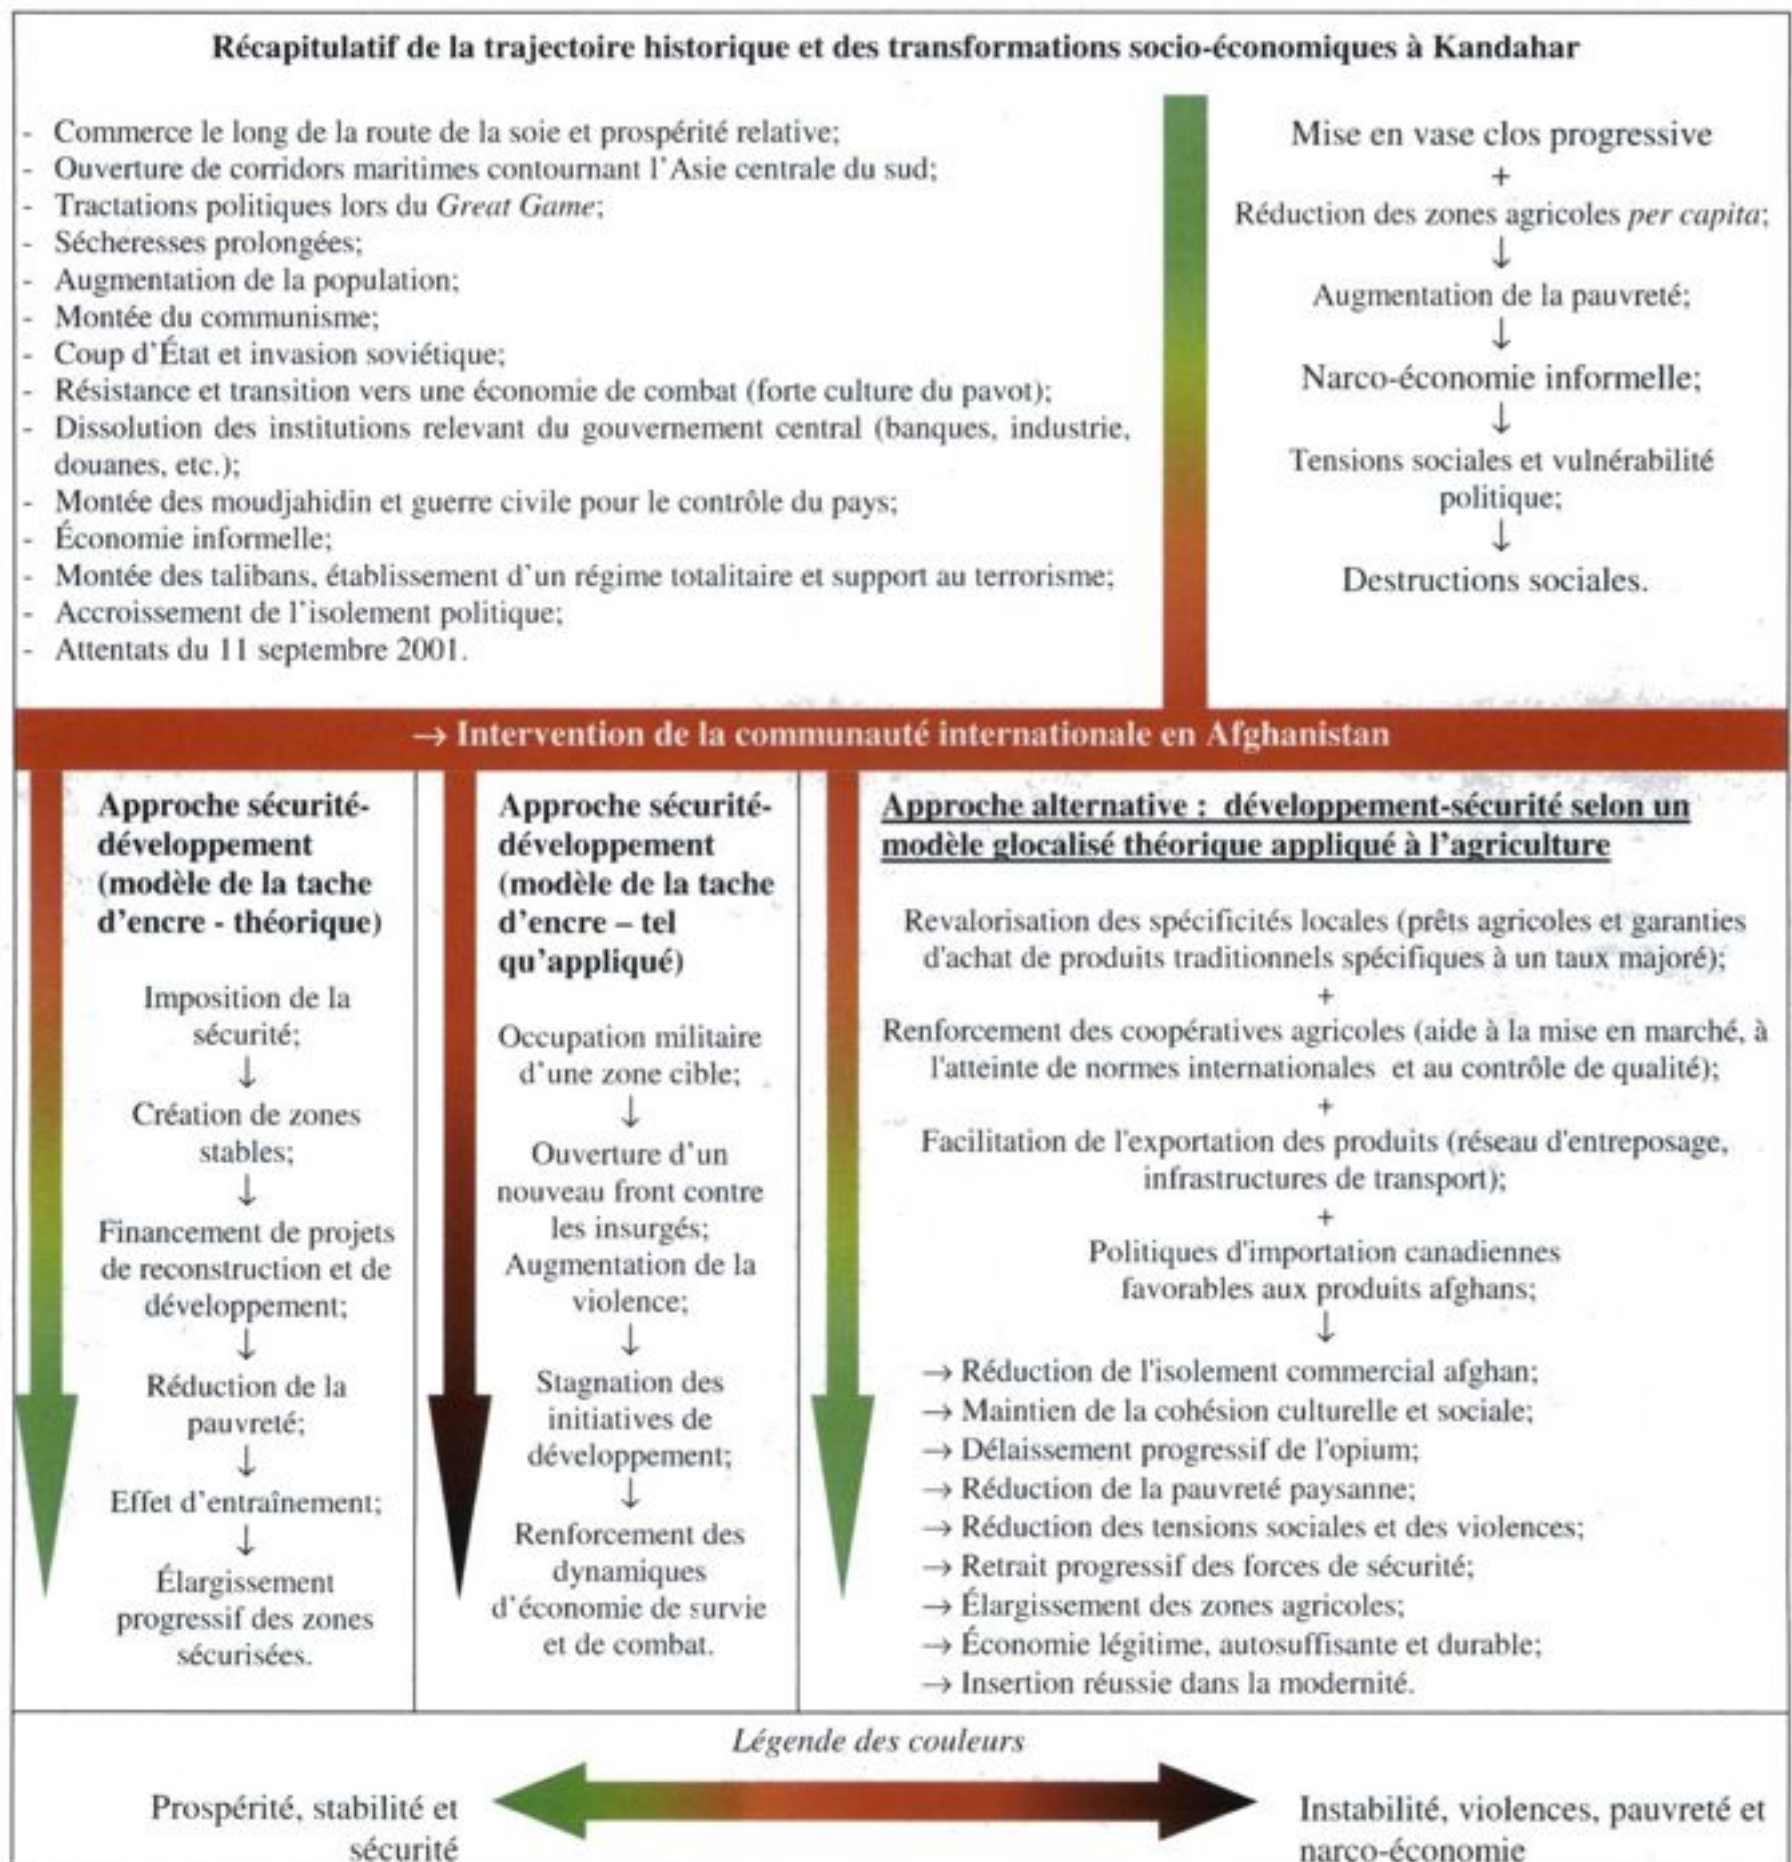 Récapitulatif de la trajectoire historique et des transformations socio-économiques à Kandahar
- Commerce le long de la route de la soie et prospérité relative;
- Ouverture de corridors maritimes contournant l'Asie centrale du sud;
- Tractations politiques lors du Great Game;
- Sécheresses prolongées;
- Augmentation de la population;
- Montée du communisme;
- Coup d'État et invasion soviétique;
- Résistance et transition vers une économie de combat (forte culture du pavot);
- Dissolution des institutions relevant du gouvernement central (banques, industrie,
douanes, etc.);
- Montée des moudjahidin et guerre civile pour le contrôle du pays;
- Économie informelle;
- Montée des talibans, établissement d'un régime totalitaire et support au terrorisme;
- Accroissement de l'isolement politique;
- Attentats du 11 septembre 2001.
Mise en vase clos progressive
+
Réduction des zones agricoles per capita;
↓
Augmentation de la pauvreté;
↓
Narco-économie informelle;
↓
Tensions sociales et vulnérabilité
politique;
↓
Destructions sociales.
→ Intervention de la communauté internationale en Afghanistan
Approche sécurité-
développement
(modèle de la tache
d'encre - théorique)
Imposition de la
sécurité;
↓
Création de zones
stables;
↓
Financement de projets
de reconstruction et de
développement;
↓
Réduction de la
pauvreté;
↓
Effet d'entraînement;
↓
Élargissement
progressif des zones
sécurisées.
Approche sécurité-
développement
(modèle de la tache
d'encre – tel
qu'appliqué)
Occupation militaire
d'une zone cible;
↓
Ouverture d'un
nouveau front contre
les insurgés;
Augmentation de la
violence;
↓
Stagnation des
initiatives de
développement;
↓
Renforcement des
dynamiques
d'économie de survie
et de combat.
Approche alternative : développement-sécurité selon un
modèle glocalisé théorique appliqué à l'agriculture
Revalorisation des spécificités locales (prêts agricoles et garanties
d'achat de produits traditionnels spécifiques à un taux majoré);
+
Renforcement des coopératives agricoles (aide à la mise en marché, à
l'atteinte de normes internationales et au contrôle de qualité);
+
Facilitation de l'exportation des produits (réseau d'entreposage,
infrastructures de transport);
+
Politiques d'importation canadiennes
favorables aux produits afghans;
↓
→ Réduction de l'isolement commercial afghan;
→ Maintien de la cohésion culturelle et sociale;
→ Délaissement progressif de l'opium;
→ Réduction de la pauvreté paysanne;
→ Réduction des tensions sociales et des violences;
→ Retrait progressif des forces de sécurité;
→ Élargissement des zones agricoles;
→ Économie légitime, autosuffisante et durable;
→ Insertion réussie dans la modernité.
Légende des couleurs
Prospérité, stabilité et
sécurité
Instabilité, violences, pauvreté et
narco-économie